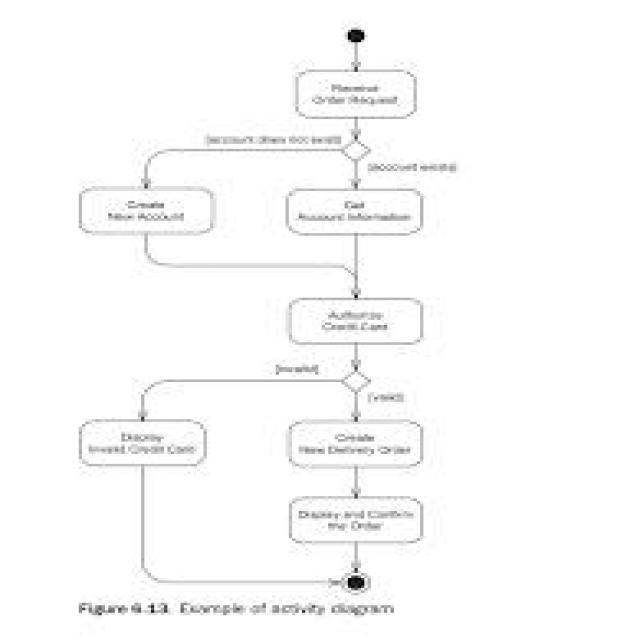 Receive
Order Request
[account does not exist]
[account exists]
Create
New Account
Get
Account Information
Authorize
Credit Card
[invalid]
[valid]
Display
Invalid Credit Card
Create
New Delivery Order
Display and Confirm
the Order
Figure 6.13. Example of activity diagram